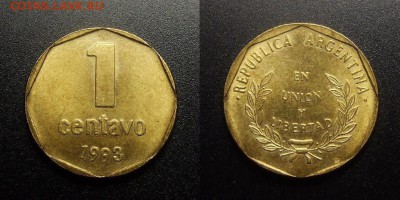 1
centavo
1993
REPUBLICA ARGENTINA
EN
UNION
Y
LIBERTAD